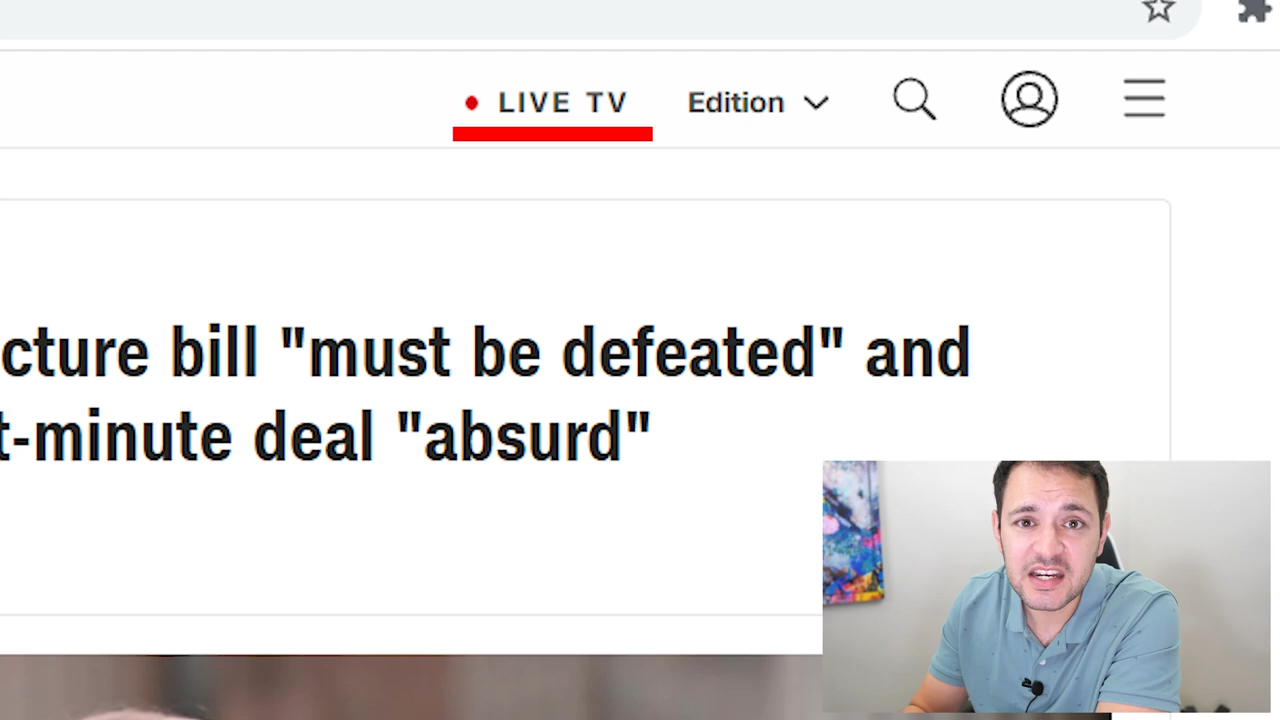 LIVE TV Edition
cture bill "must be defeated" and
t-minute deal "absurd"